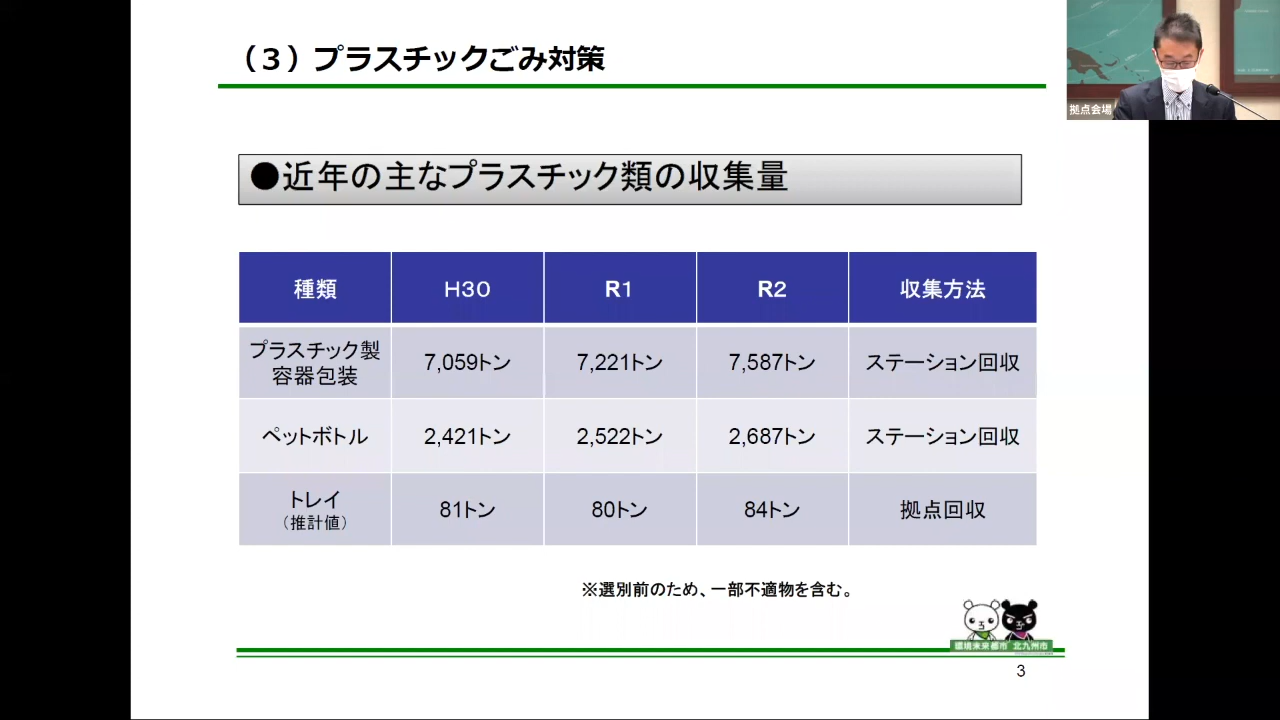 （３）プラスチックごみ対策
拠点会場
●近年の主なプラスチック類の収集量
種類 H30 R1 R2 収集方法
プラスチック製
容器包装 7,059トン 7,221トン 7,587トン ステーション回収
ペットボトル 2,421トン 2,522トン 2,687トン ステーション回収
トレイ
（推計値） 81トン 80トン 84トン 拠点回収
※選別前のため、一部不適物を含む。
環境未来都市 北九州市
3